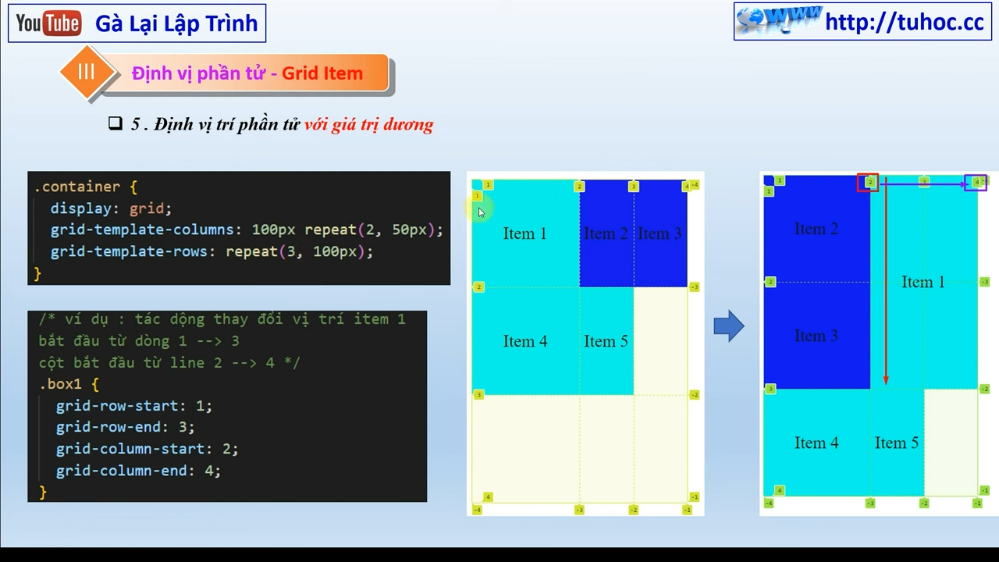 YouTube Gà Lại Lập Trình
WWW http://tuhoc.cc
III Định vị phần tử - Grid Item
5 . Định vị trí phần tử với giá trị dương
.container {
display: grid;
grid-template-columns: 100px repeat(2, 50px);
grid-template-rows: repeat(3, 100px);
}
/* ví dụ : tác dộng thay đổi vị trí item 1
bắt đầu từ dòng 1 --> 3
cột bắt đầu từ line 2 --> 4 */
.box1 {
grid-row-start: 1;
grid-row-end: 3;
grid-column-start: 2;
grid-column-end: 4;
}
1 2 3 4 -4
1
Item 1 Item 2 Item 3
2 -3
Item 4 Item 5
3 -2
4 -1
-4 -3 -2 -1
1 2 3 4
1
Item 2
2 Item 1 -3
Item 3
3 -2
Item 4 Item 5
4 -1
-4 -3 -2 -1